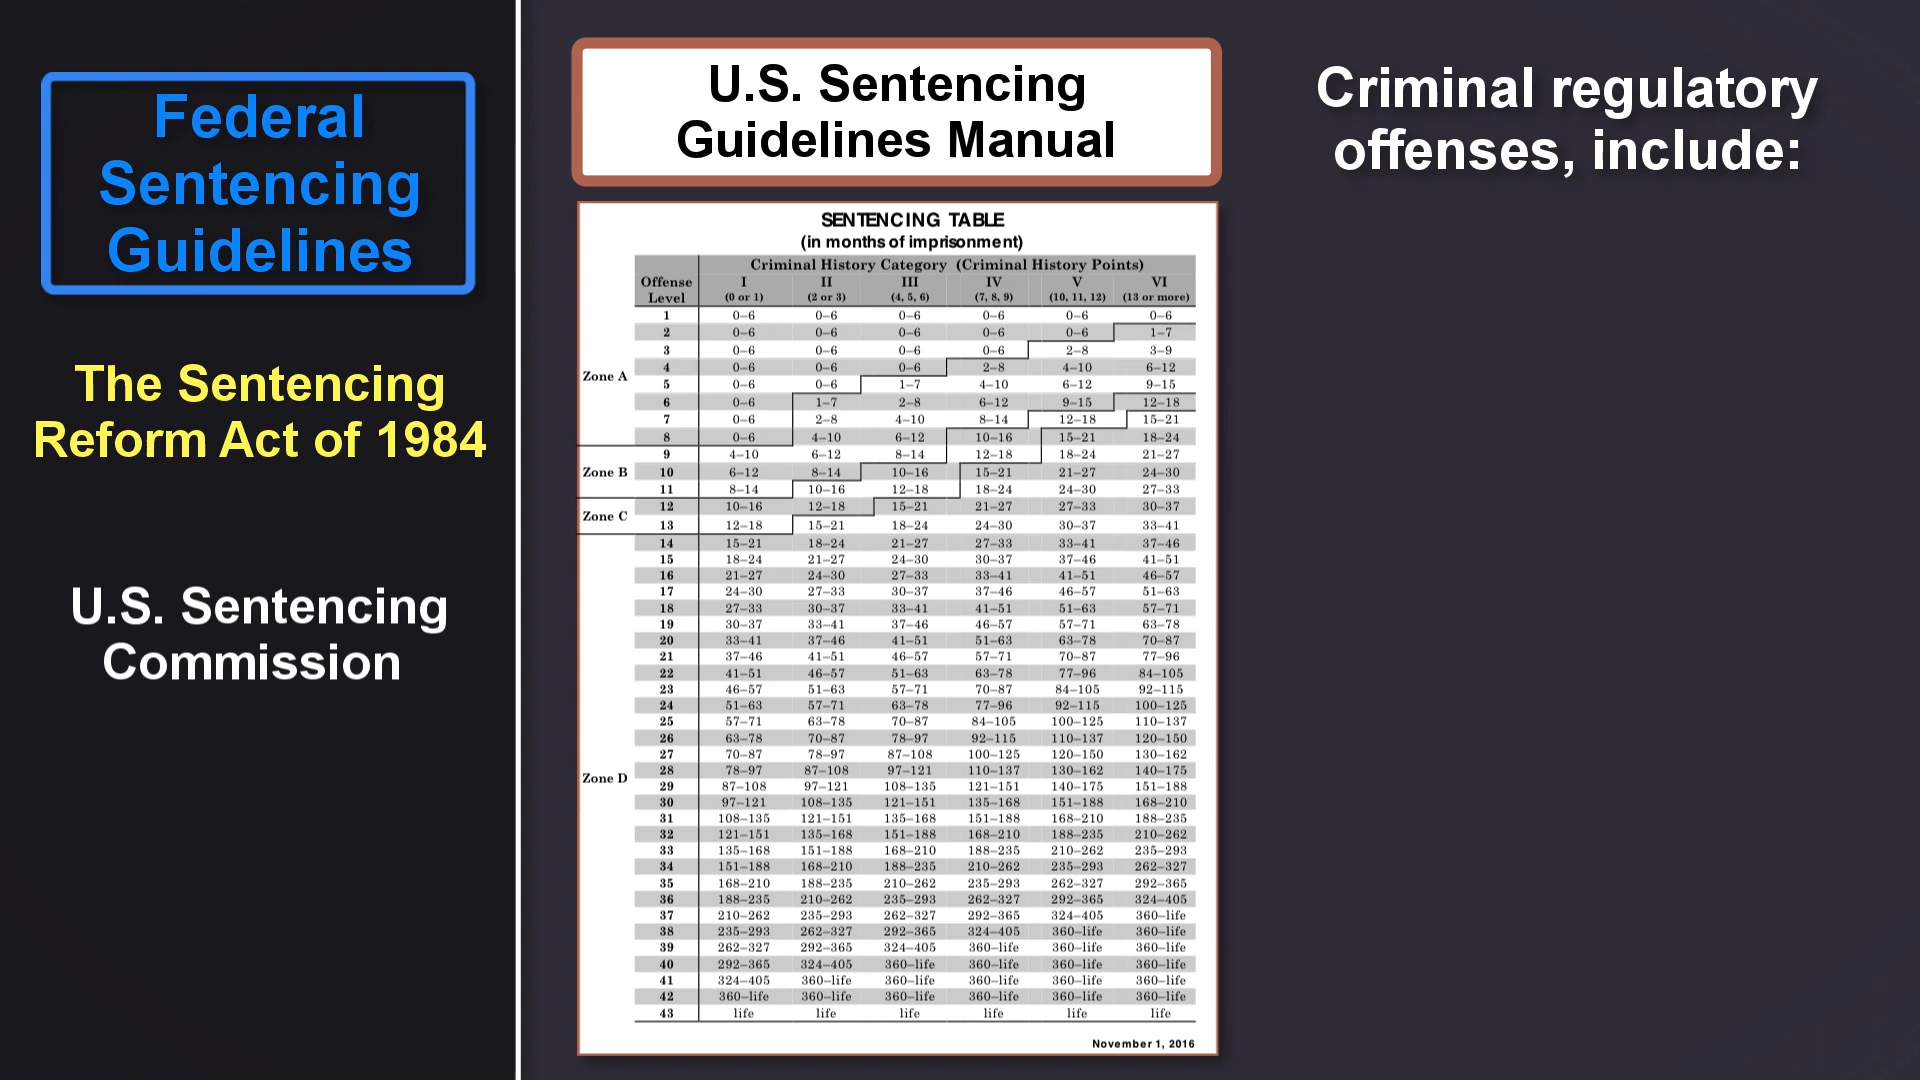 Federal
Sentencing
Guidelines
The Sentencing
Reform Act of 1984
U.S. Sentencing
Commission
U.S. Sentencing
Guidelines Manual
SENTENCING TABLE
(in months of imprisonment)
Criminal History Category (Criminal History Points)
Offense Level I (0 or 1) II (2 or 3) III (4, 5, 6) IV (7, 8, 9) V (10, 11, 12) VI (13 or more)
1 0–6 0–6 0–6 0–6 0–6 0–6
2 0–6 0–6 0–6 0–6 0–6 1–7
3 0–6 0–6 0–6 0–6 2–8 3–9
Zone A
4 0–6 0–6 0–6 2–8 4–10 6–12
5 0–6 0–6 1–7 4–10 6–12 9–15
6 0–6 1–7 2–8 6–12 9–15 12–18
7 0–6 2–8 4–10 8–14 12–18 15–21
8 0–6 4–10 6–12 10–16 15–21 18–24
9 4–10 6–12 8–14 12–18 18–24 21–27
Zone B 10 6–12 8–14 10–16 15–21 21–27 24–30
11 8–14 10–16 12–18 18–24 24–30 27–33
12 10–16 12–18 15–21 21–27 27–33 30–37
Zone C
13 12–18 15–21 18–24 24–30 30–37 33–41
14 15–21 18–24 21–27 27–33 33–41 37–46
15 18–24 21–27 24–30 30–37 37–46 41–51
16 21–27 24–30 27–33 33–41 41–51 46–57
17 24–30 27–33 30–37 37–46 46–57 51–63
18 27–33 30–37 33–41 41–51 51–63 57–71
19 30–37 33–41 37–46 46–57 57–71 63–78
20 33–41 37–46 41–51 51–63 63–78 70–87
21 37–46 41–51 46–57 57–71 70–87 77–96
22 41–51 46–57 51–63 63–78 77–96 84–105
23 46–57 51–63 57–71 70–87 84–105 92–115
24 51–63 57–71 63–78 77–96 92–115 100–125
25 57–71 63–78 70–87 84–105 100–125 110–137
26 63–78 70–87 78–97 92–115 110–137 120–150
27 70–87 78–97 87–108 100–125 120–150 130–162
28 78–97 87–108 97–121 110–137 130–162 140–175
Zone D
29 87–108 97–121 108–135 121–151 140–175 151–188
30 97–121 108–135 121–151 135–168 151–188 168–210
31 108–135 121–151 135–168 151–188 168–210 188–235
32 121–151 135–168 151–188 168–210 188–235 210–262
33 135–168 151–188 168–210 188–235 210–262 235–293
34 151–188 168–210 188–235 210–262 235–293 262–327
35 168–210 188–235 210–262 235–293 262–327 292–365
36 188–235 210–262 235–293 262–327 292–365 324–405
37 210–262 235–293 262–327 292–365 324–405 360–life
38 235–293 262–327 292–365 324–405 360–life 360–life
39 262–327 292–365 324–405 360–life 360–life 360–life
40 292–365 324–405 360–life 360–life 360–life 360–life
41 324–405 360–life 360–life 360–life 360–life 360–life
42 360–life 360–life 360–life 360–life 360–life 360–life
43 life life life life life life
November 1, 2016
Criminal regulatory
offenses, include: